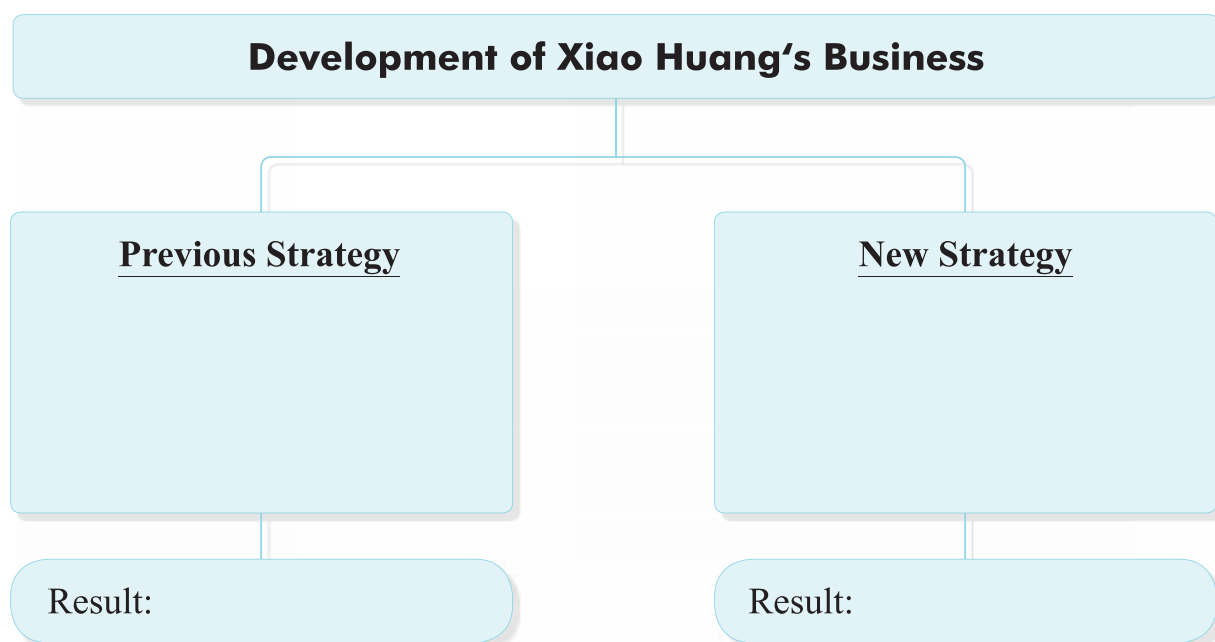 Development of Xiao Huang‘s Business
Previous Strategy
New Strategy
Result:
Result: